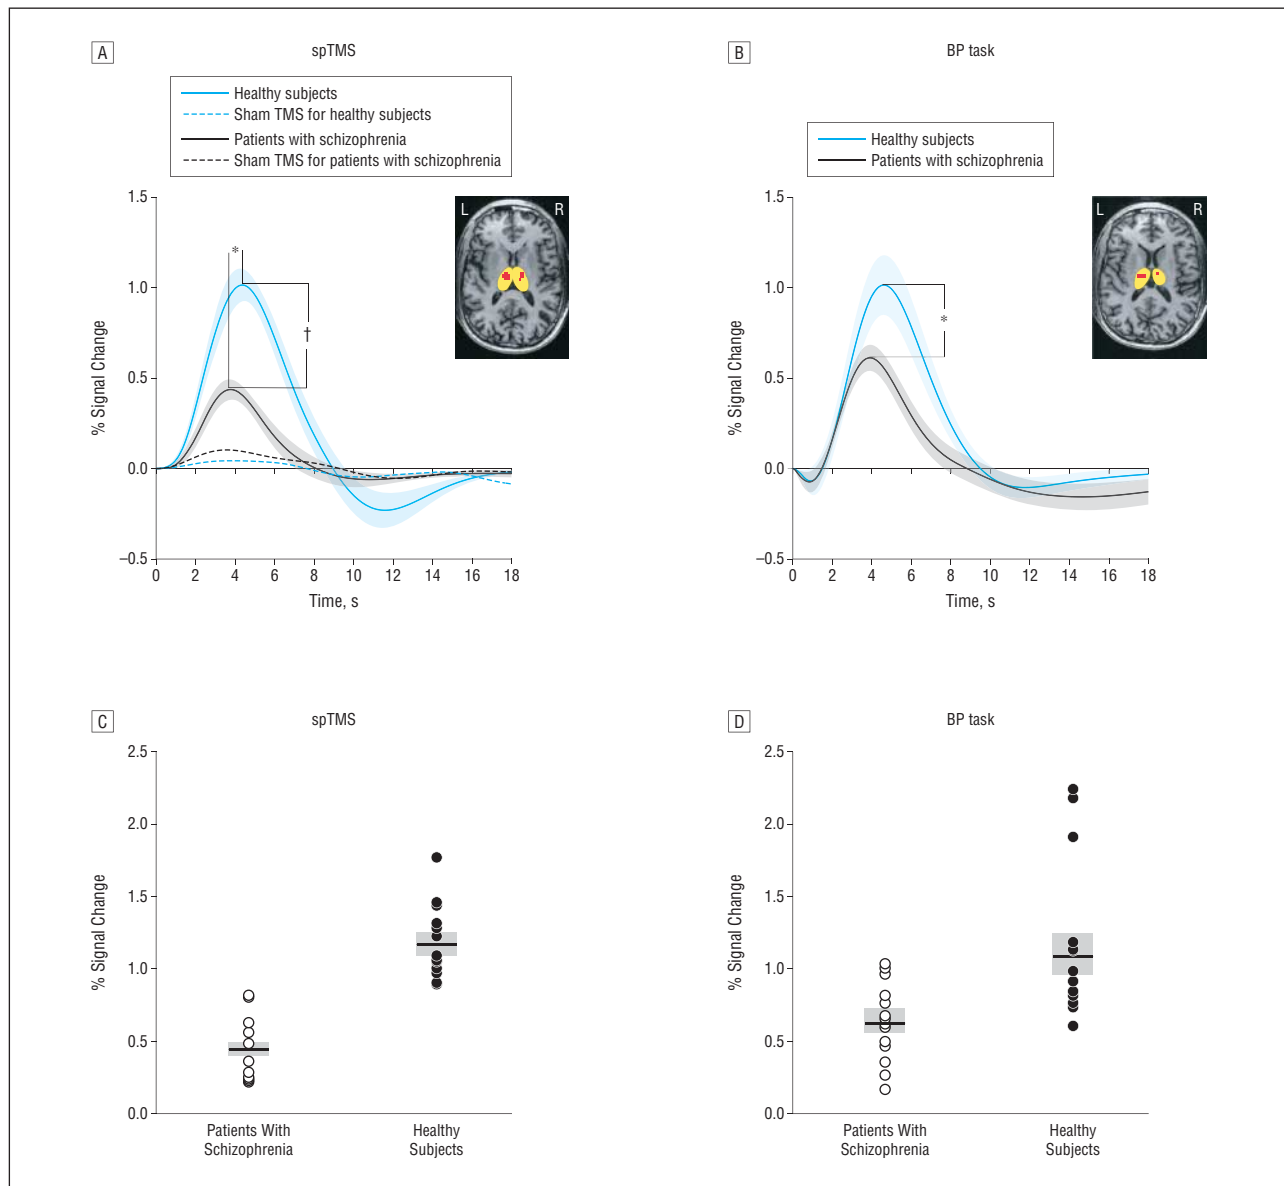 A
spTMS
Healthy subjects
Sham TMS for healthy subjects
Patients with schizophrenia
Sham TMS for patients with schizophrenia
1.5
1.0
0.5
0.0
–0.5
% Signal Change
*
†
L R
0 2 4 6 8 10 12 14 16 18
Time, s
B
BP task
Healthy subjects
Patients with schizophrenia
1.5
1.0
0.5
0.0
–0.5
% Signal Change
*
L R
0 2 4 6 8 10 12 14 16 18
Time, s
C
spTMS
2.5
2.0
1.5
1.0
0.5
0.0
% Signal Change
Patients With
Schizophrenia
Healthy
Subjects
D
BP task
2.5
2.0
1.5
1.0
0.5
0.0
% Signal Change
Patients With
Schizophrenia
Healthy
Subjects